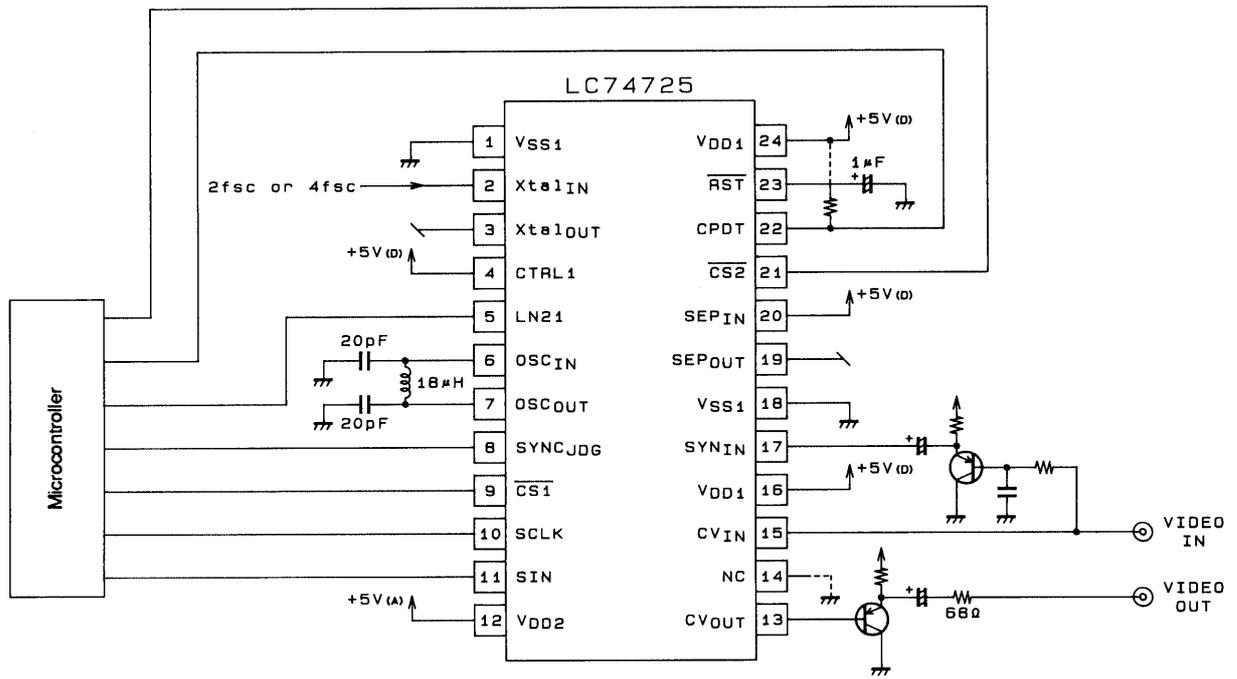 LC74725
1 VSS1
2fsc or 4fsc 2 XtalIN
3 XtalOUT
+5V(D)
4 CTRL1
5 LN21
20pF
6 OSCIN
18μH
7 OSCOUT
20pF
8 SYNCJDG
9 CS1
10 SCLK
11 SIN
+5V(A)
12 VDD2
Microcontroller
+5V(D)
VDD1 24
1μF
+
RST 23
CPDT 22
CS2 21
+5V(D)
SEPIN 20
SEPOUT 19
VSS1 18
+
SYNIN 17
+5V(D)
VDD1 16
CVIN 15
VIDEO
IN
NC 14
+
68Ω
VIDEO
OUT
CVOUT 13